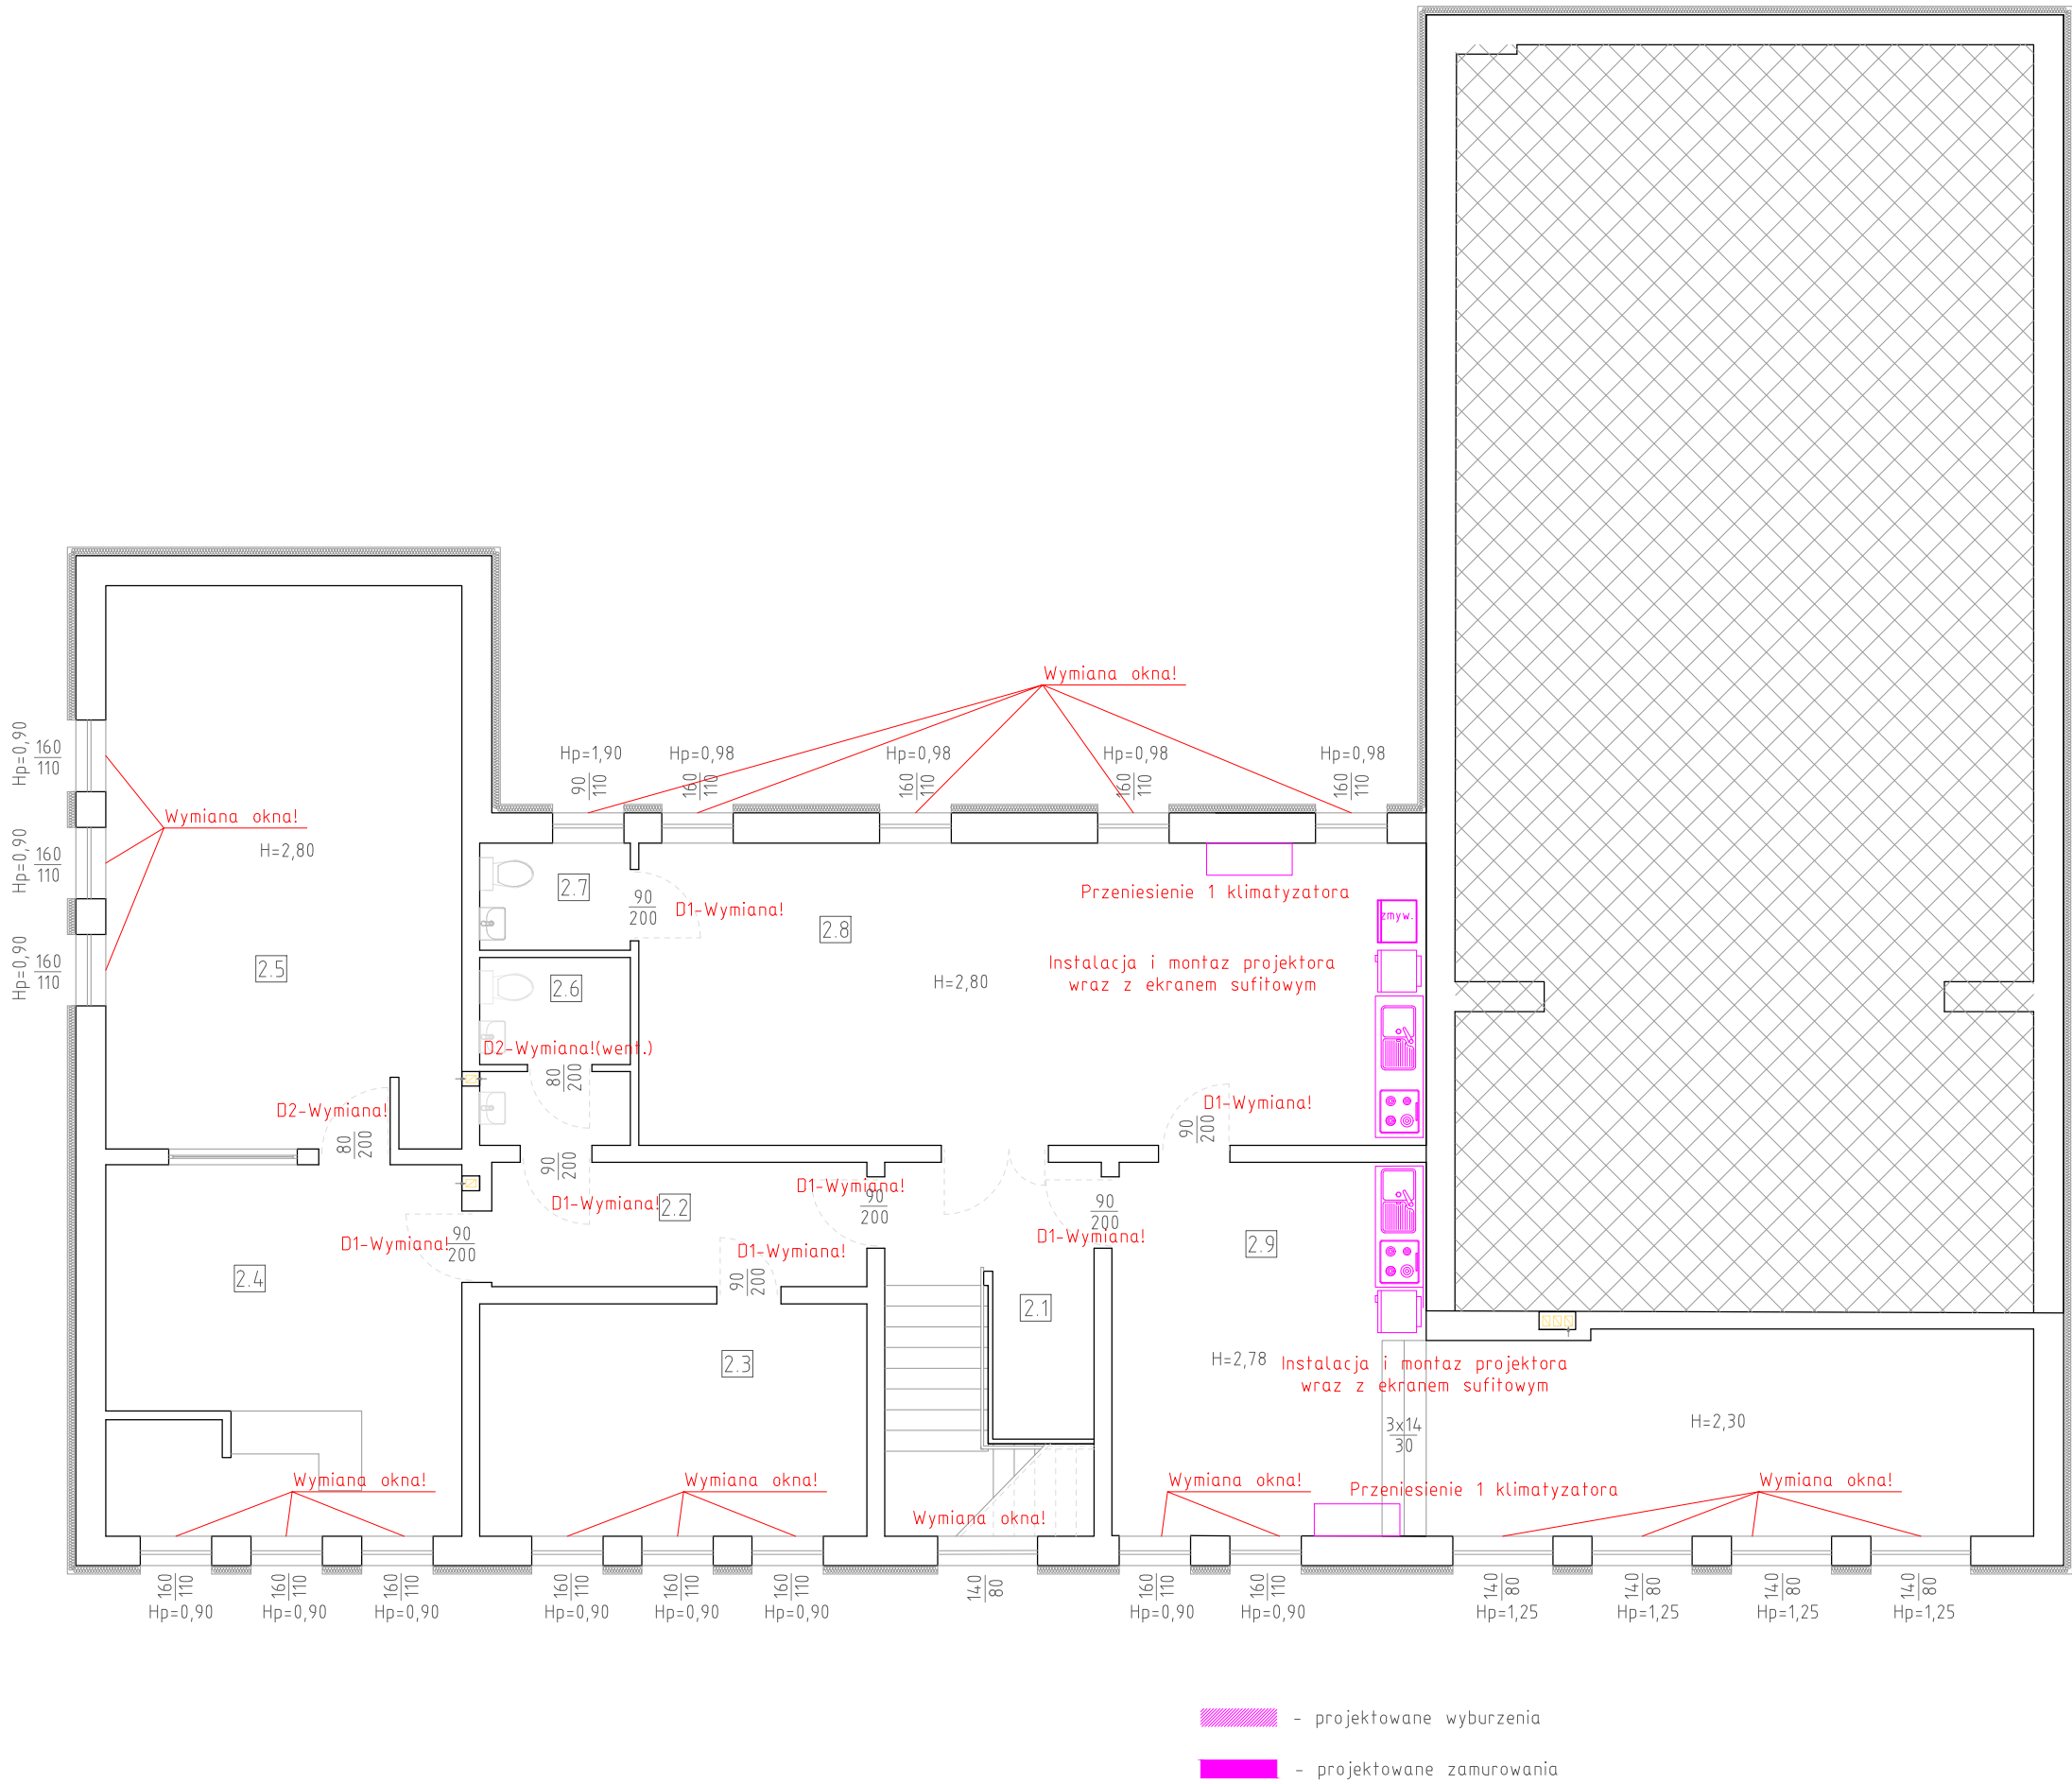 Wymiana okna!
Hp=1,90
90
110
Hp=0,98
160
110
Hp=0,98
160
110
Hp=0,98
160
110
Hp=0,98
160
110
Hp=0,90
160
110
Hp=0,90
160
110
Hp=0,90
160
110
Wymiana okna!
H=2,80
2.5
2.7
90
200
D1-Wymiana!
2.8
Przeniesienie 1 klimatyzatora
zmyw.
Instalacja i montaz projektora
wraz z ekranem sufitowym
H=2,80
2.6
D2-Wymiana!(went.)
80
200
D2-Wymiana!
80
200
D1-Wymiana!
90
200
90
200
D1-Wymiana!
2.2
D1-Wymiana!
90
200
90
200
D1-Wymiana!
D1-Wymiana!
90
200
D1-Wymiana!
90
200
2.9
2.4
2.1
2.3
H=2,78
Instalacja i montaz projektora
wraz z ekranem sufitowym
3x14
30
H=2,30
Wymiana okna!
Wymiana okna!
Wymiana okna!
Wymiana okna!
Przeniesienie 1 klimatyzatora
Wymiana okna!
160
110
Hp=0,90
160
110
Hp=0,90
160
110
Hp=0,90
160
110
Hp=0,90
160
110
Hp=0,90
160
110
Hp=0,90
140
80
160
110
Hp=0,90
160
110
Hp=0,90
140
80
Hp=1,25
140
80
Hp=1,25
140
80
Hp=1,25
140
80
Hp=1,25
- projektowane wyburzenia
- projektowane zamurowania